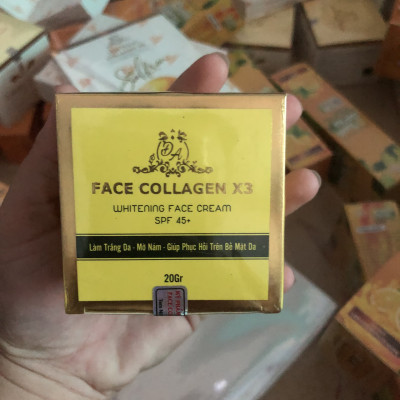 DA
FACE COLLAGEN X3
WHITENING FACE CREAM
SPF 45+
Làm Trắng Da - Mờ Nám - Giúp Phục Hồi Trên Bề Mặt Da
20Gr